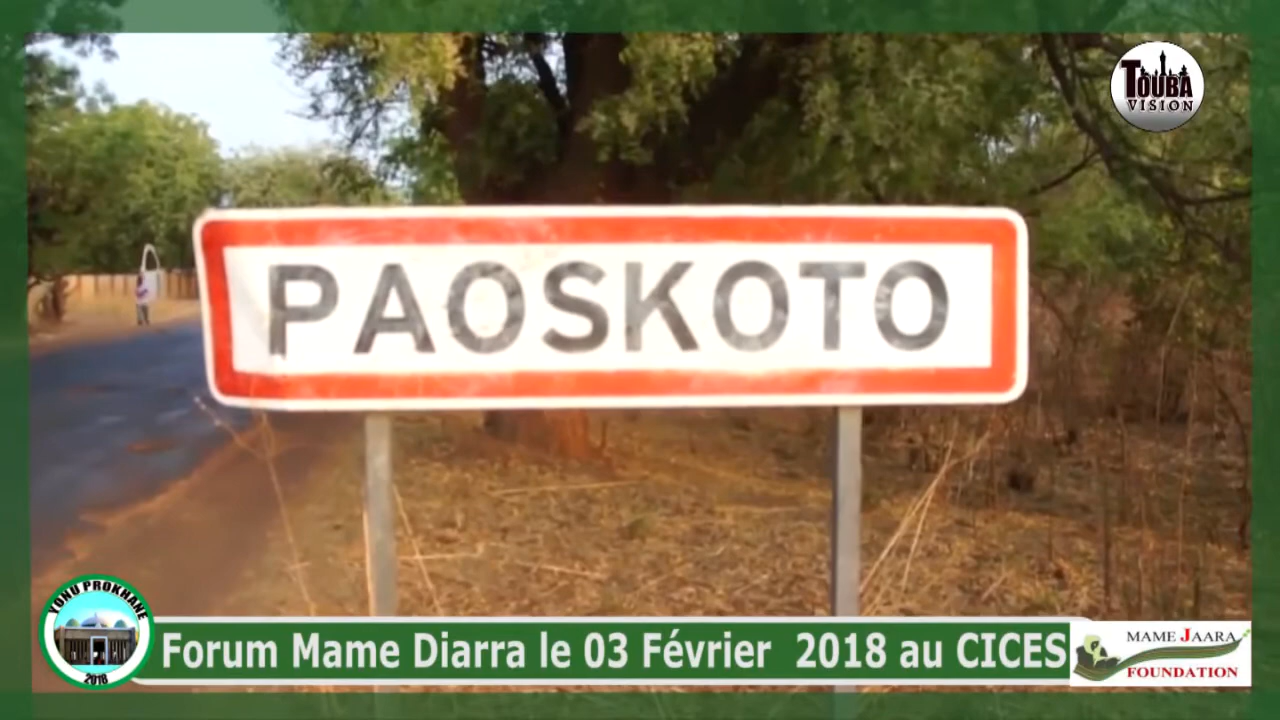 TOUBA
VISION
PAOSKOTO
YONU PROKHANE
2018
Forum Mame Diarra le 03 Février 2018 au CICES
MAME JAARA
FOUNDATION